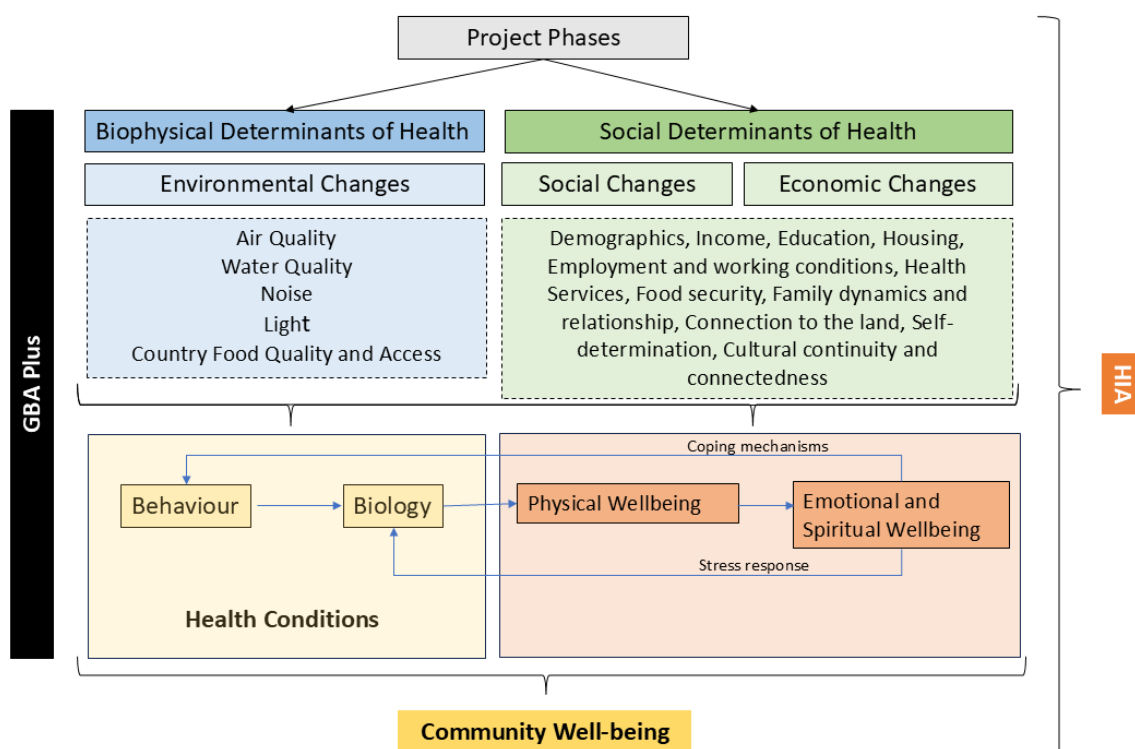 Project Phases
Biophysical Determinants of Health
Social Determinants of Health
Environmental Changes
Social Changes
Economic Changes
Air Quality
Water Quality
Noise
Light
Country Food Quality and Access
Demographics, Income, Education, Housing,
Employment and working conditions, Health
Services, Food security, Family dynamics and
relationship, Connection to the land, Self-
determination, Cultural continuity and
connectedness
GBA Plus
HIA
Coping mechanisms
Behaviour
Biology
Physical Wellbeing
Emotional and
Spiritual Wellbeing
Stress response
Health Conditions
Community Well-being